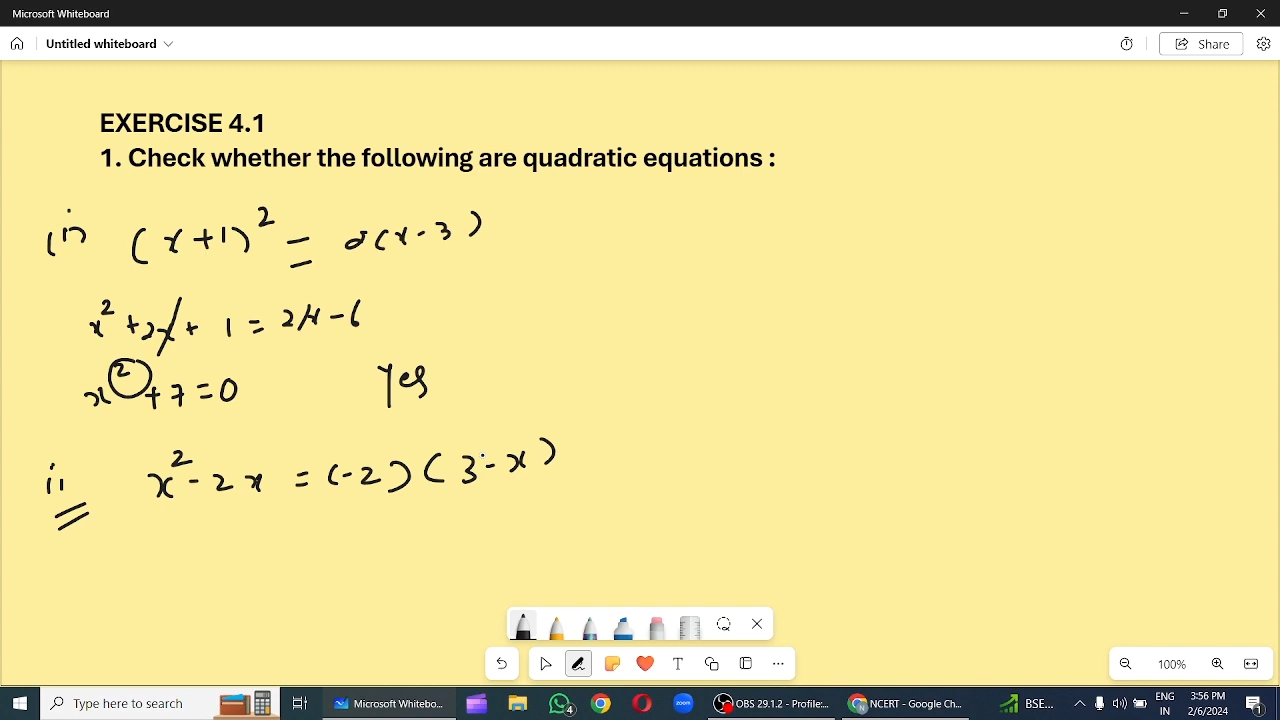 Microsoft Whiteboard
Untitled whiteboard
Share
EXERCISE 4.1
1. Check whether the following are quadratic equations :
(i) (x+1)² = 2(x-3)
x²+2x+1=2x-6
x²+7=0 Yes
ii x²-2x=(-2)(3-x)
100%
Type here to search
Microsoft Whitebo...
4
zoom
OBS 29.1.2 - Profile:...
NCERT - Google Ch...
BSE...
ENG
IN
3:56 PM
2/6/2024